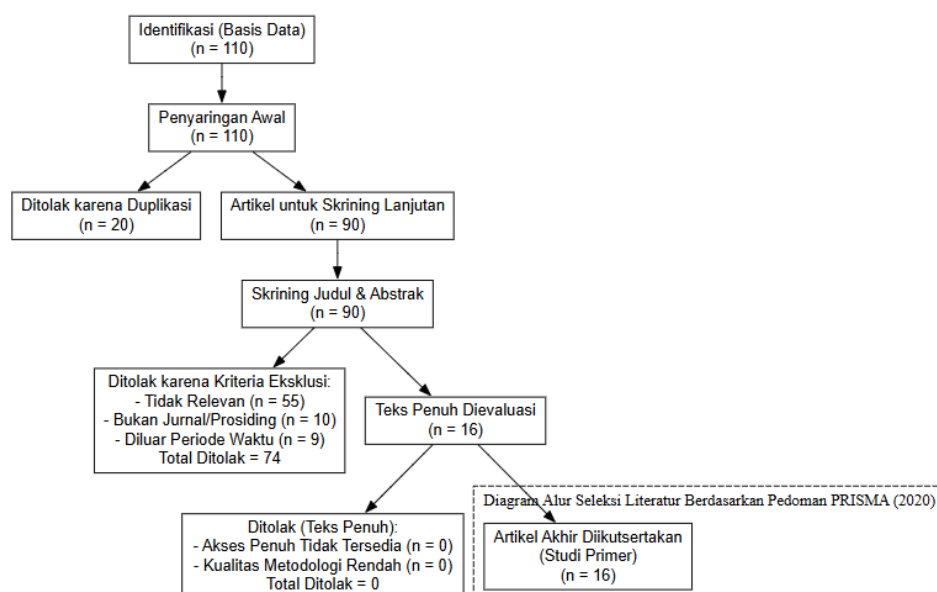 Identifikasi (Basis Data)
(n = 110)
Penyaringan Awal
(n = 110)
Ditolak karena Duplikasi
(n = 20)
Artikel untuk Skrining Lanjutan
(n = 90)
Skrining Judul & Abstrak
(n = 90)
Ditolak karena Kriteria Eksklusi:
- Tidak Relevan (n = 55)
- Bukan Jurnal/Prosiding (n = 10)
- Diluar Periode Waktu (n = 9)
Total Ditolak = 74
Teks Penuh Dievaluasi
(n = 16)
Ditolak (Teks Penuh):
- Akses Penuh Tidak Tersedia (n = 0)
- Kualitas Metodologi Rendah (n = 0)
Total Ditolak = 0
Diagram Alur Seleksi Literatur Berdasarkan Pedoman PRISMA (2020)
Artikel Akhir Diikutsertakan
(Studi Primer)
(n = 16)